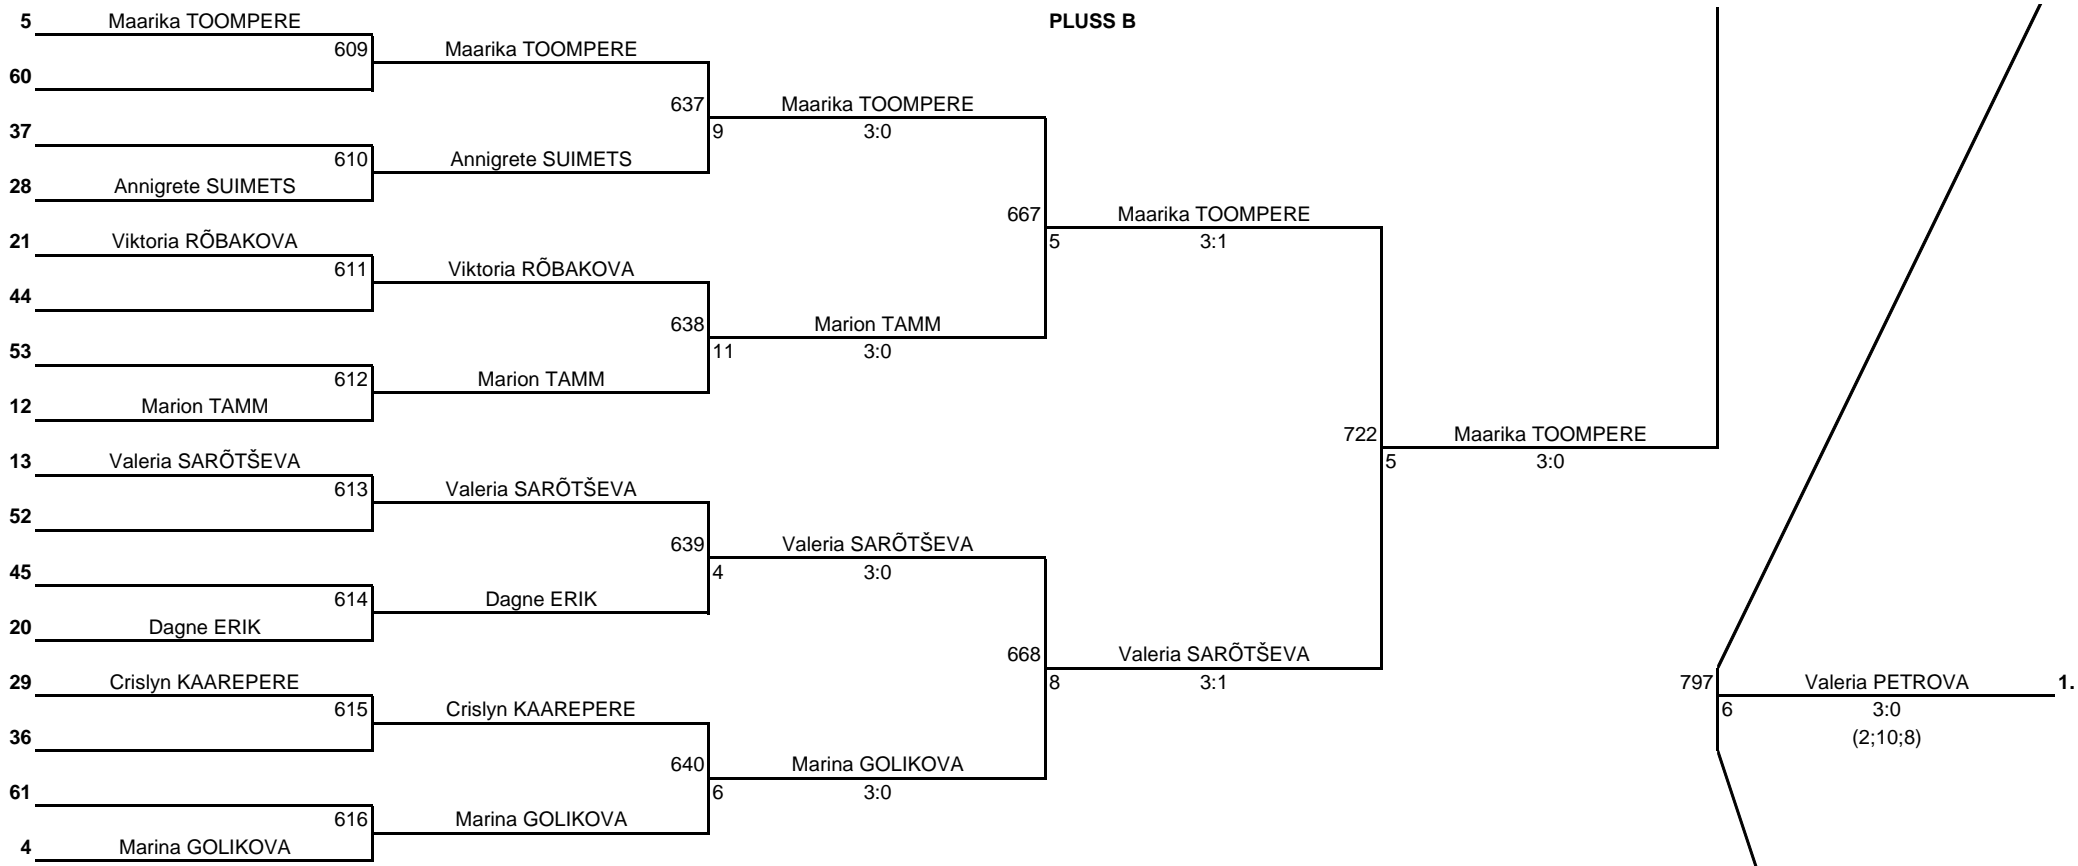 5 Maarika TOOMPERE
PLUSS B
609 Maarika TOOMPERE
60
637 Maarika TOOMPERE
37
9 3:0
610 Annigrete SUIMETS
28 Annigrete SUIMETS
667 Maarika TOOMPERE
21 Viktoria RÕBAKOVA
5 3:1
611 Viktoria RÕBAKOVA
44
638 Marion TAMM
53
11 3:0
612 Marion TAMM
12 Marion TAMM
722 Maarika TOOMPERE
13 Valeria SARÕTŠEVA
5 3:0
613 Valeria SARÕTŠEVA
52
639 Valeria SARÕTŠEVA
45
4 3:0
614 Dagne ERIK
20 Dagne ERIK
668 Valeria SARÕTŠEVA
29 Crislyn KAAREPERE
8 3:1
797 Valeria PETROVA 1.
615 Crislyn KAAREPERE
6 3:0
36
(2;10;8)
640 Marina GOLIKOVA
61
6 3:0
616 Marina GOLIKOVA
4 Marina GOLIKOVA